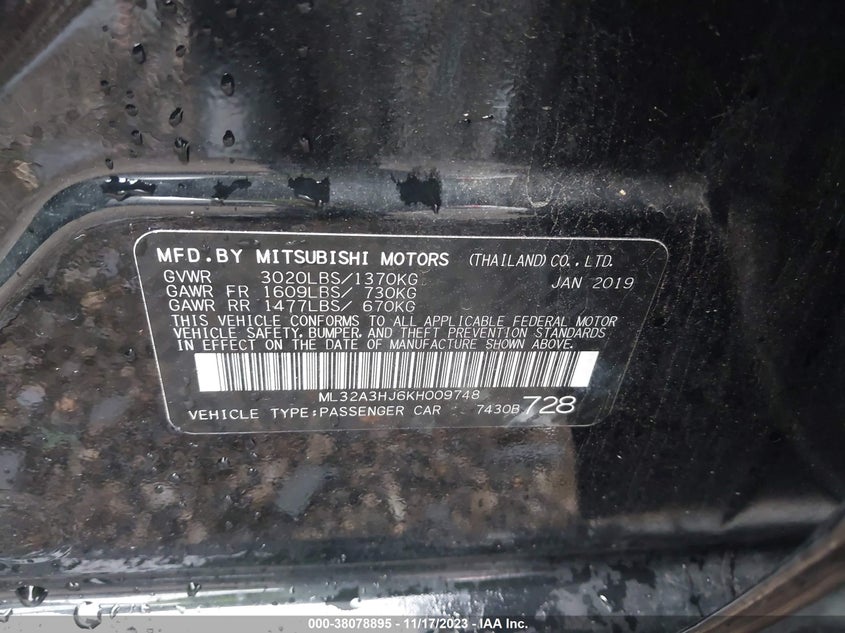 MFD.BY MITSUBISHI MOTORS (THAILAND) CO., LTD.
GVWR 3020LBS/1370KG JAN 2019
GAWR FR 1609LBS/ 730KG
GAWR RR 1477LBS/ 670KG
THIS VEHICLE CONFORMS TO ALL APPLICABLE FEDERAL MOTOR
VEHICLE SAFETY, BUMPER, AND THEFT PREVENTION STANDARDS
IN EFFECT ON THE DATE OF MANUFACTURE SHOWN ABOVE.
ML32A3HJ6KH009748
VEHICLE TYPE:PASSENGER CAR 7430B 728
000-38078895 - 11/17/2023 - IAA Inc.